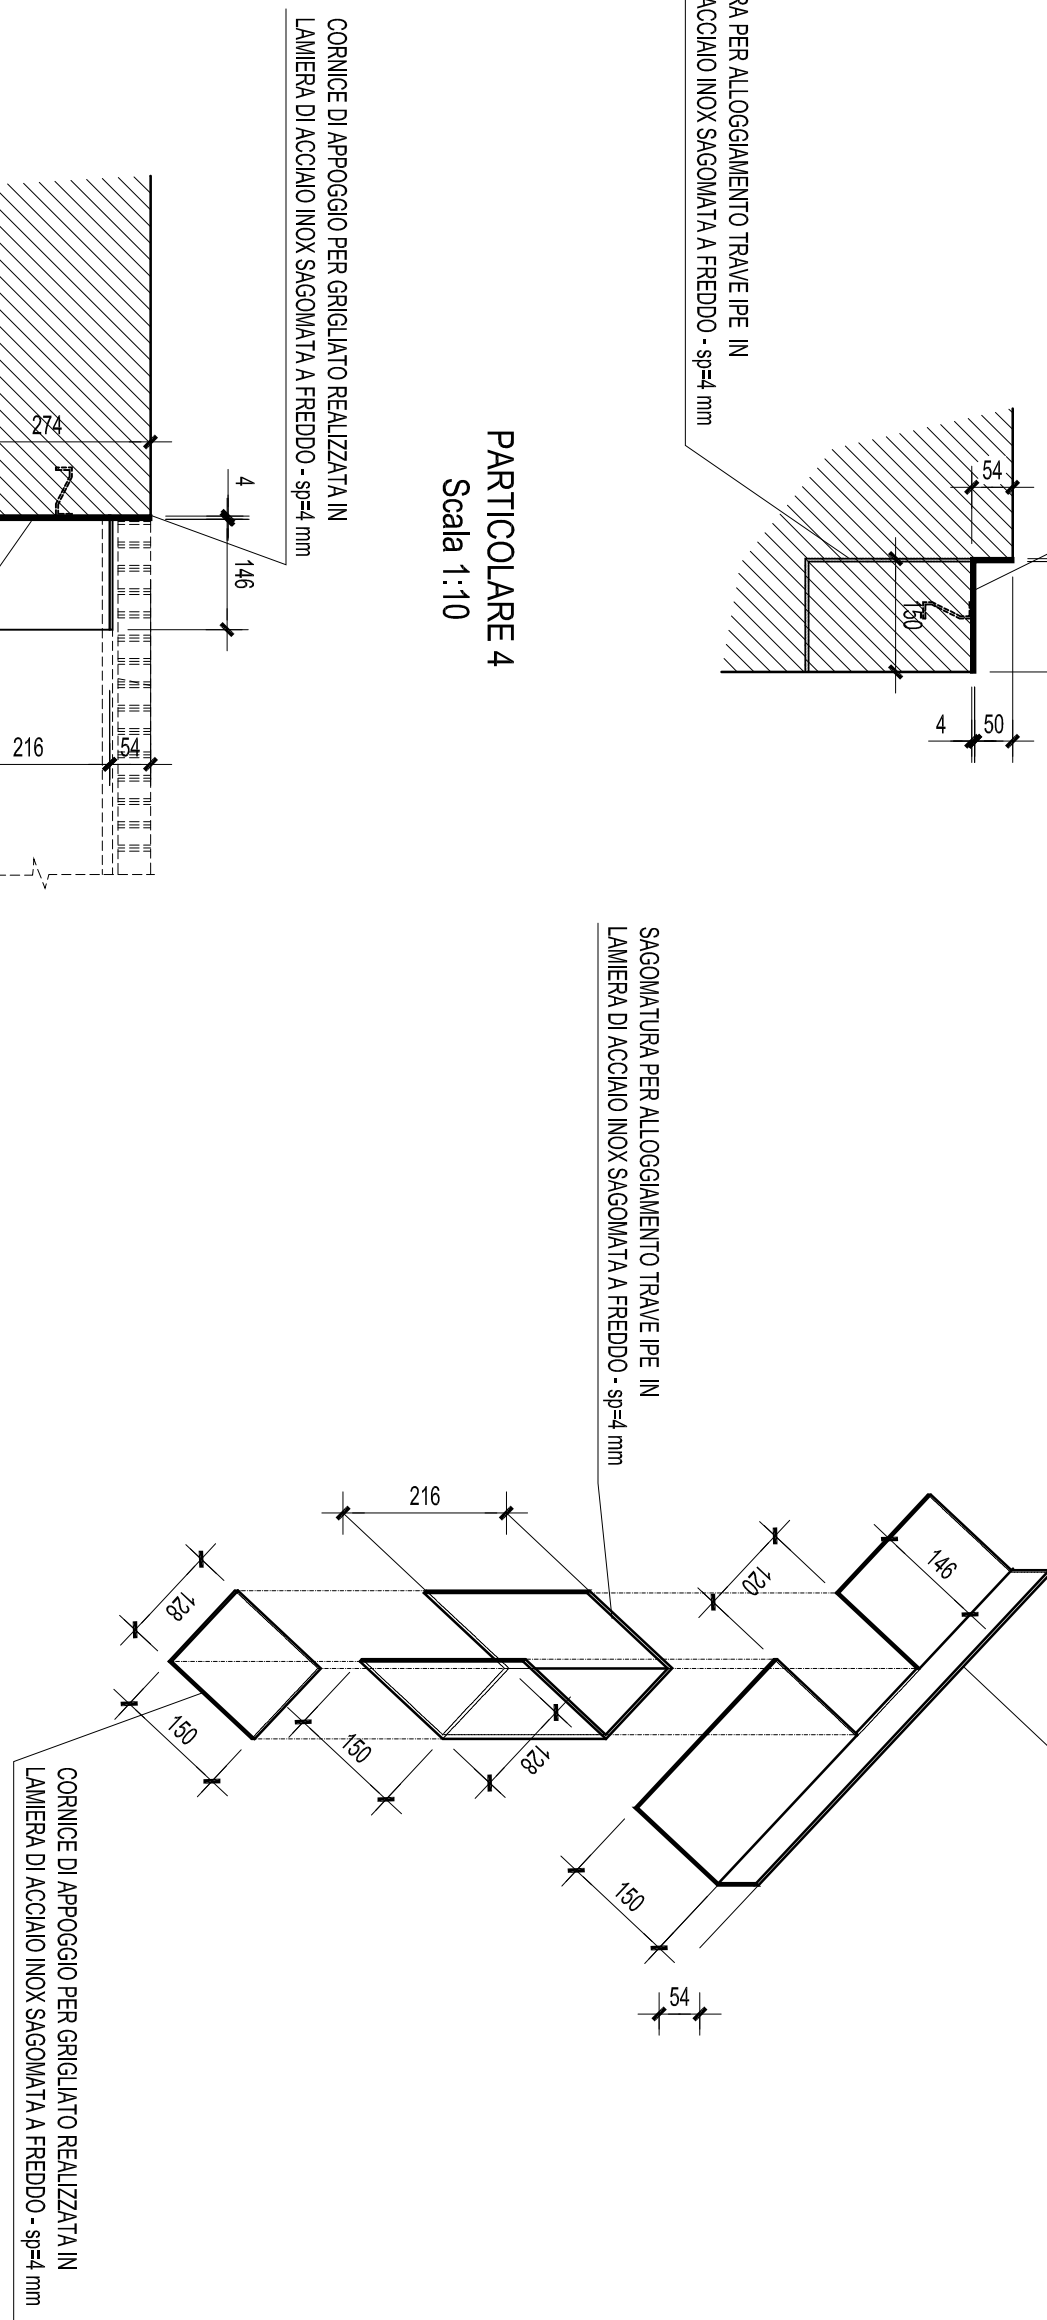 RA PER ALLOGGIAMENTO TRAVE IPE IN
ACCIAIO INOX SAGOMATA A FREDDO - sp=4 mm
54
150
4
50
PARTICOLARE 4
Scala 1:10
CORNICE DI APPOGGIO PER GRIGLIATO REALIZZATA IN
LAMIERA DI ACCIAIO INOX SAGOMATA A FREDDO - sp=4 mm
274
4
146
216
54
SAGOMATURA PER ALLOGGIAMENTO TRAVE IPE IN
LAMIERA DI ACCIAIO INOX SAGOMATA A FREDDO - sp=4 mm
146
120
216
128
150
150
128
150
54
CORNICE DI APPOGGIO PER GRIGLIATO REALIZZATA IN
LAMIERA DI ACCIAIO INOX SAGOMATA A FREDDO - sp=4 mm